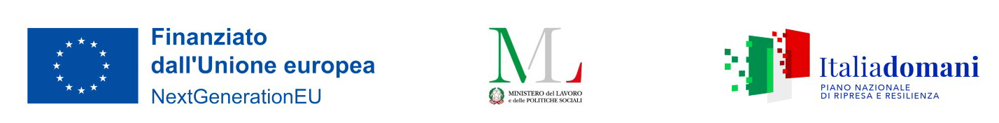 Finanziato
dall'Unione europea
NextGenerationEU
ML
MINISTERO del LAVORO
e delle POLITICHE SOCIALI
Italiadomani
PIANO NAZIONALE
DI RIPRESA E RESILIENZA